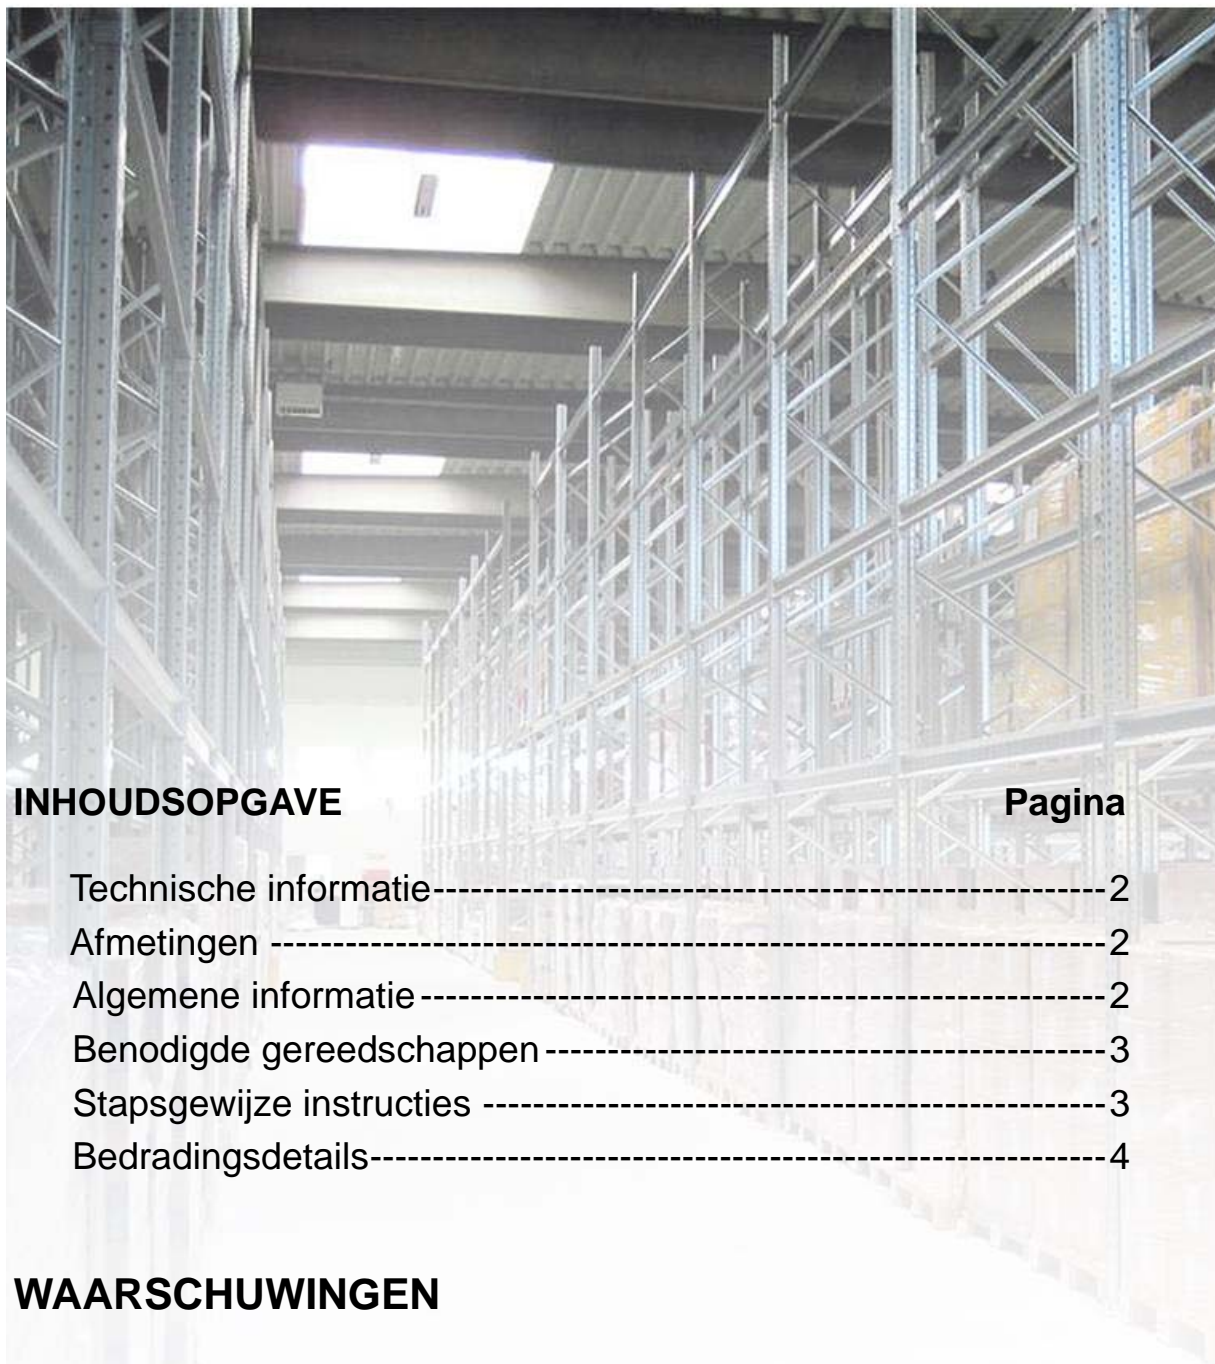 INHOUDSOPGAVE Pagina
Technische informatie------------------------------------------------------2
Afmetingen -------------------------------------------------------------------2
Algemene informatie-------------------------------------------------------2
Benodigde gereedschappen---------------------------------------------3
Stapsgewijze instructies --------------------------------------------------3
Bedradingsdetails-----------------------------------------------------------4
WAARSCHUWINGEN